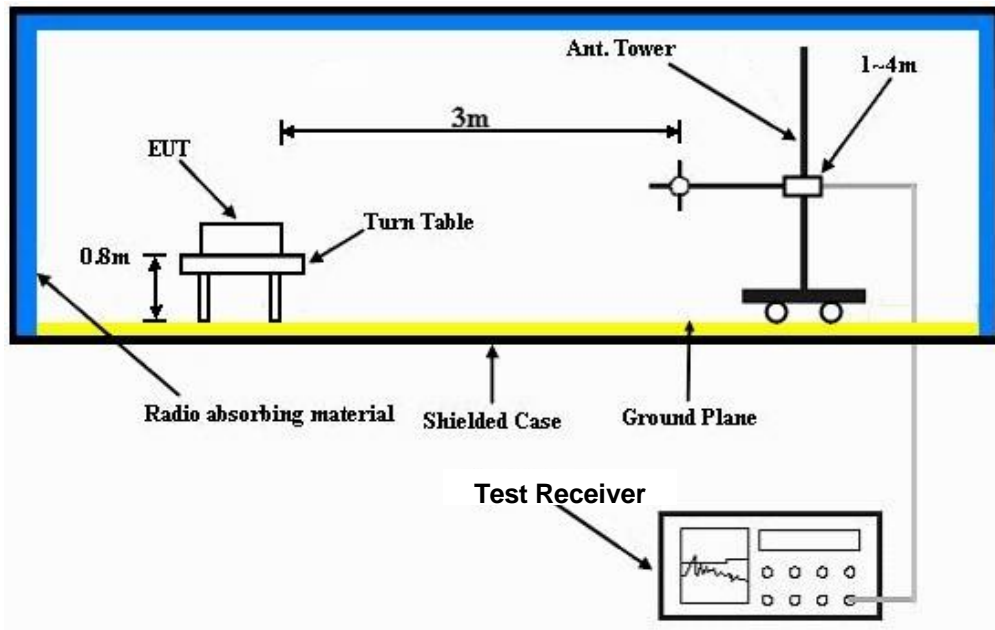 Ant. Tower
1~4m
3m
EUT
Turn Table
0.8m
Radio absorbing material
Shielded Case
Ground Plane
Test Receiver